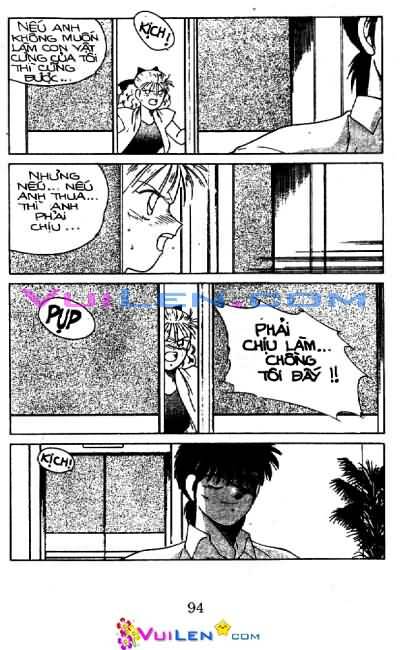 NẾU ANH
KHÔNG MUỐN
LÀM CON VẬT
CƯNG CỦA TÔI
THÌ CŨNG
ĐƯỢC...
KỊCH!
NHƯNG
NẾU... NẾU
ANH THUA...
THÌ ANH
PHẢI
CHỊU ...
VUILEN.COM
PỤP
PHẢI
CHỊU LÀM...
CHỒNG
TÔI ĐẤY !!
KỊCH!
94
VUILEN.COM